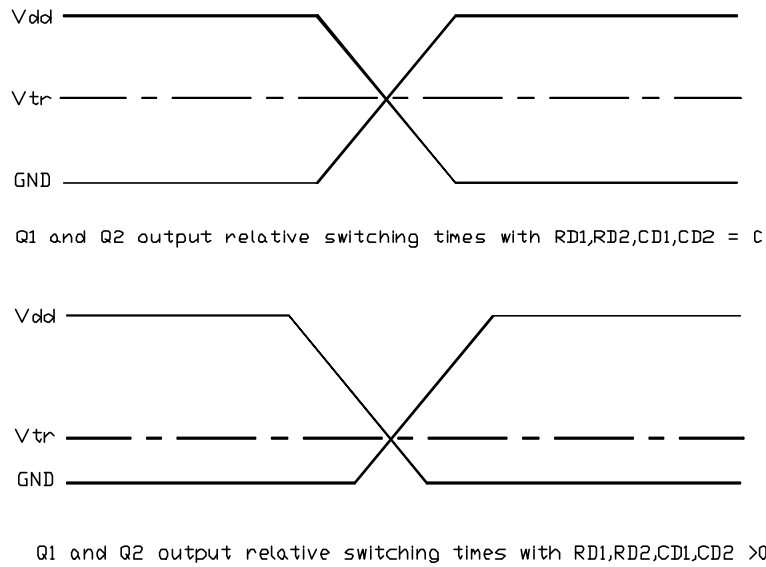 Vdd
Vtr
GND
Q1 and Q2 output relative switching times with RD1,RD2,CD1,CD2 =
Vdd
Vtr
GND
Q1 and Q2 output relative switching times with RD1,RD2,CD1,CD2 >0